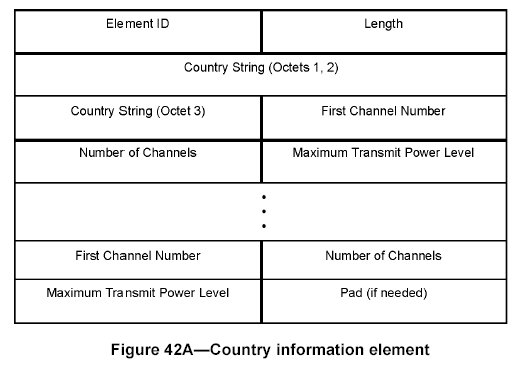 Element ID
Length
Country String (Octets 1, 2)
Country String (Octet 3)
First Channel Number
Number of Channels
Maximum Transmit Power Level
First Channel Number
Number of Channels
Maximum Transmit Power Level
Pad (if needed)
Figure 42A—Country information element